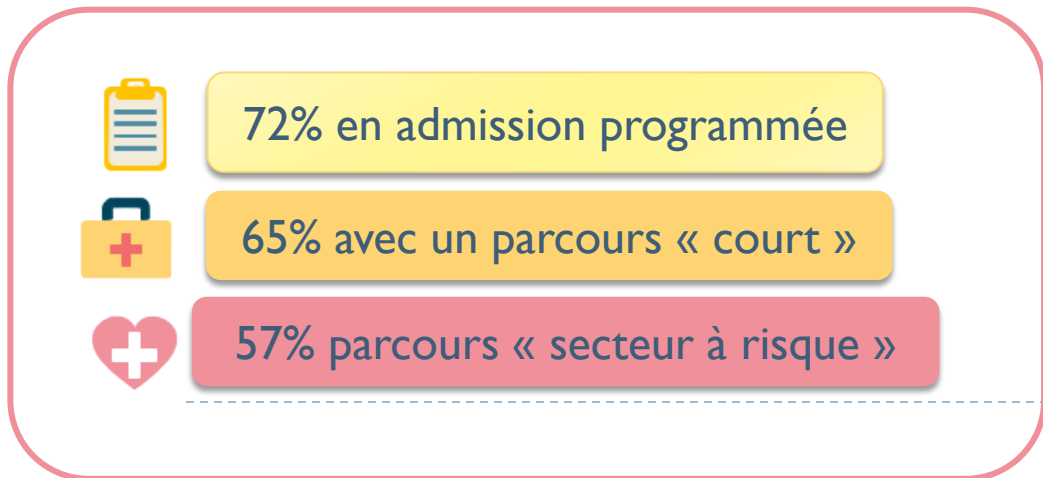 72% en admission programmée
65% avec un parcours « court »
57% parcours « secteur à risque »